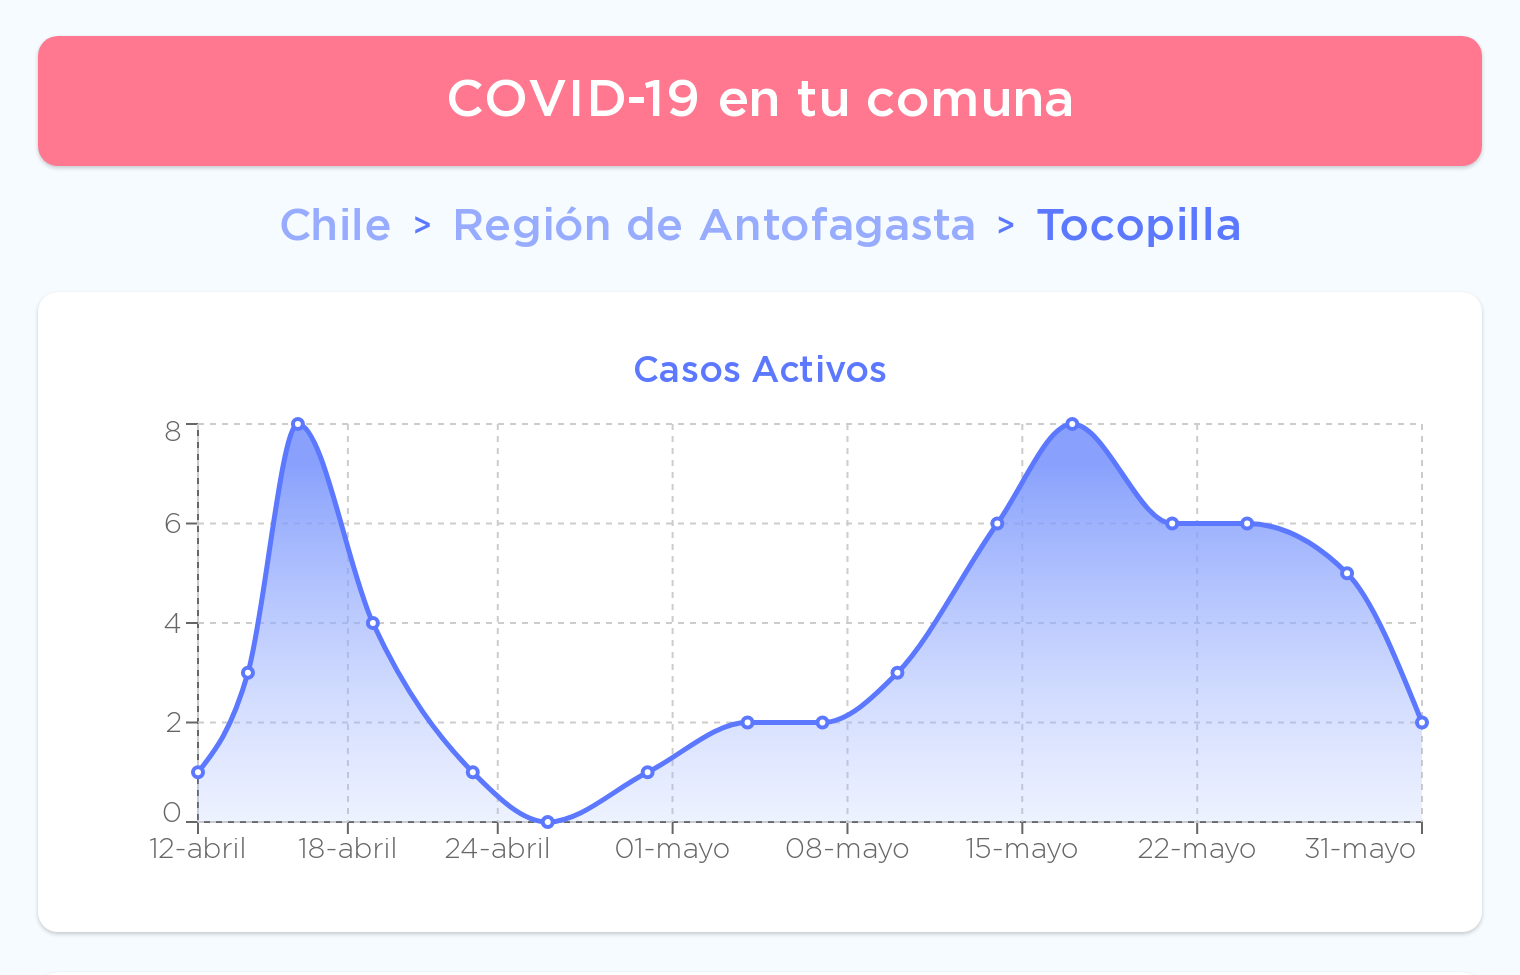 COVID-19 en tu comuna
Chile > Región de Antofagasta > Tocopilla
Casos Activos
8
6
4
2
0
12-abril 18-abril 24-abril 01-mayo 08-mayo 15-mayo 22-mayo 31-mayo